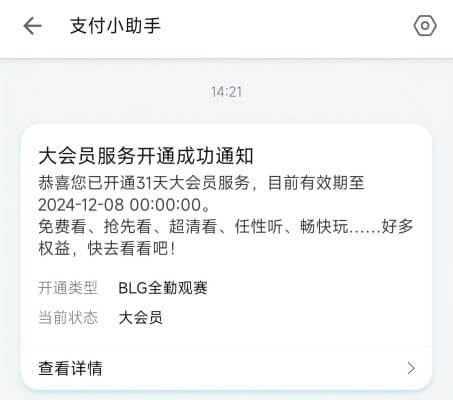 支付小助手
14:21
大会员服务开通成功通知
恭喜您已开通31天大会员服务，目前有效期至
2024-12-08 00:00:00。
免费看、抢先看、超清看、任性听、畅快玩......好多
权益，快去看看吧！
开通类型 BLG全勤观赛
当前状态 大会员
查看详情